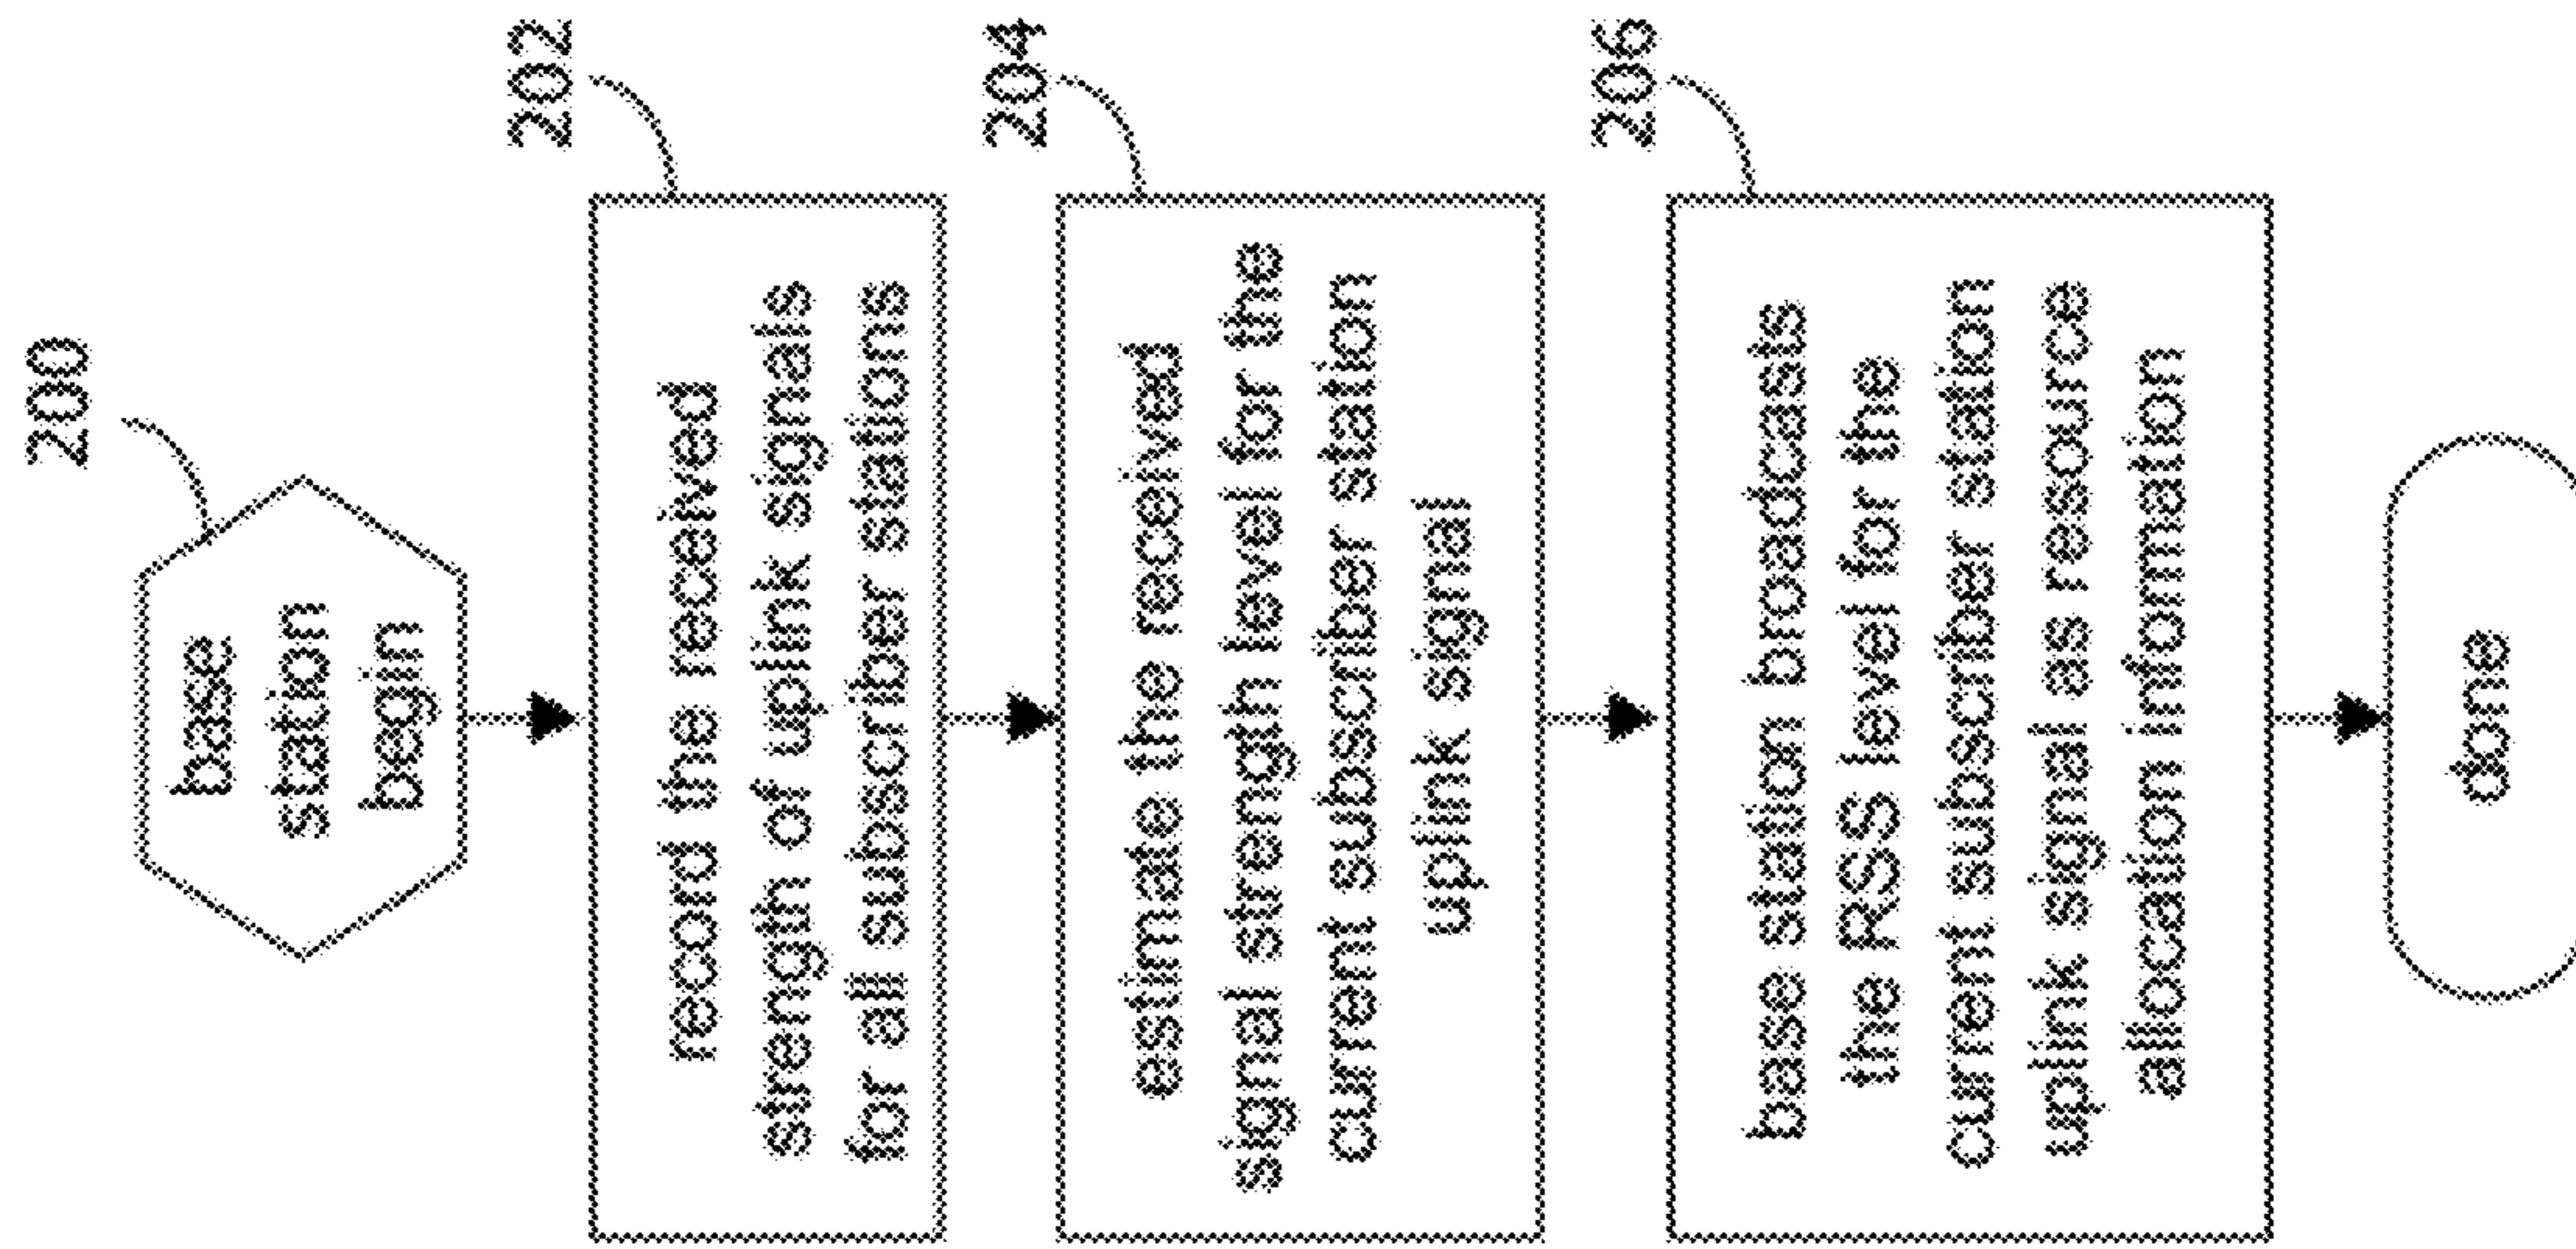 200
base
station
begin
202
record the received
strength of uplink signals
for all subscriber stations
204
estimate the received
signal strength level for the
current subscriber station
uplink signal
206
base station broadcasts
the RSS level for the
current subscriber station
uplink signal as resource
allocation information
done